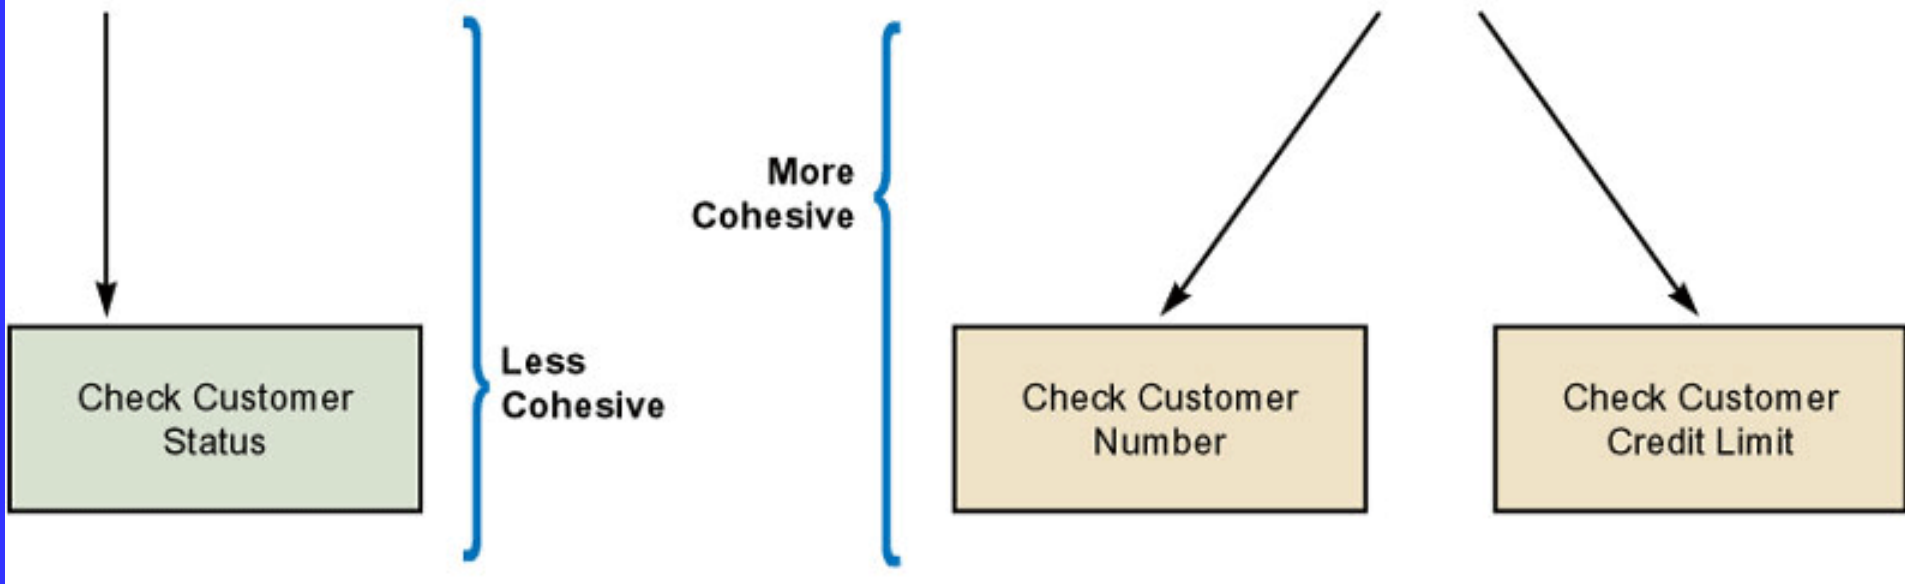 Check Customer
Status
Less
Cohesive
More
Cohesive
Check Customer
Number
Check Customer
Credit Limit